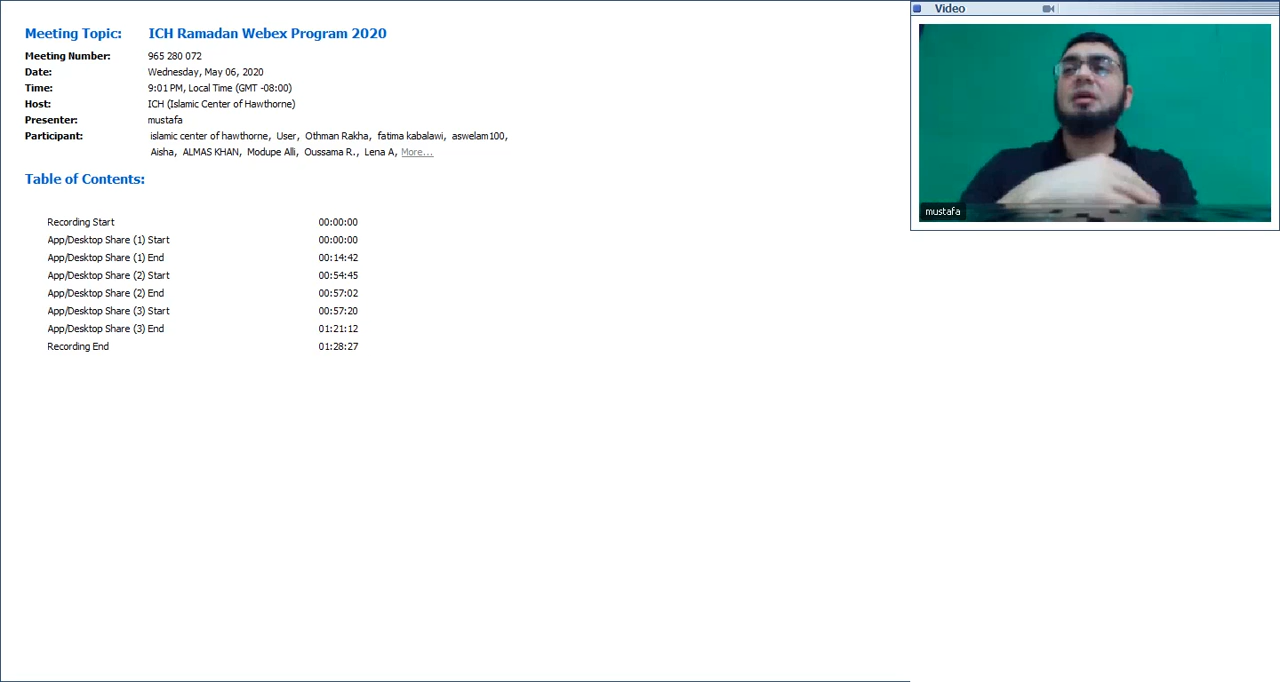 Meeting Topic: ICH Ramadan Webex Program 2020
Meeting Number: 965 280 072
Date: Wednesday, May 06, 2020
Time: 9:01 PM, Local Time (GMT -08:00)
Host: ICH (Islamic Center of Hawthorne)
Presenter: mustafa
Participant: islamic center of hawthorne, User, Othman Rakha, fatima kabalawi, aswelam100,
Aisha, ALMAS KHAN, Modupe Alli, Oussama R., Lena A, More...
Table of Contents:
Recording Start 00:00:00
App/Desktop Share (1) Start 00:00:00
App/Desktop Share (1) End 00:14:42
App/Desktop Share (2) Start 00:54:45
App/Desktop Share (2) End 00:57:02
App/Desktop Share (3) Start 00:57:20
App/Desktop Share (3) End 01:21:12
Recording End 01:28:27
Video
mustafa